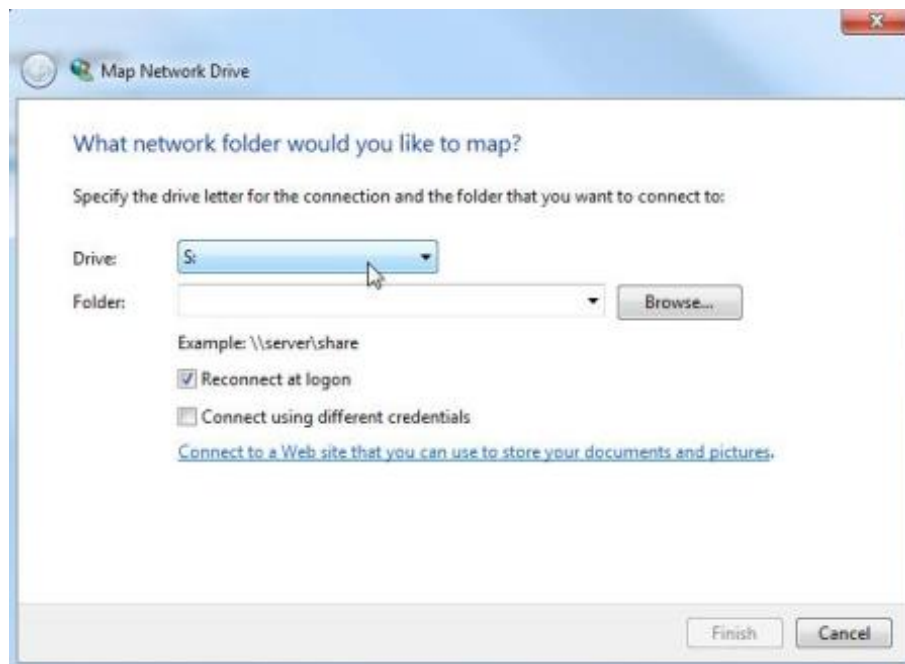 Map Network Drive
What network folder would you like to map?
Specify the drive letter for the connection and the folder that you want to connect to:
Drive: S:
Folder: Browse...
Example: \\server\share
Reconnect at logon
Connect using different credentials
Connect to a Web site that you can use to store your documents and pictures.
Finish Cancel